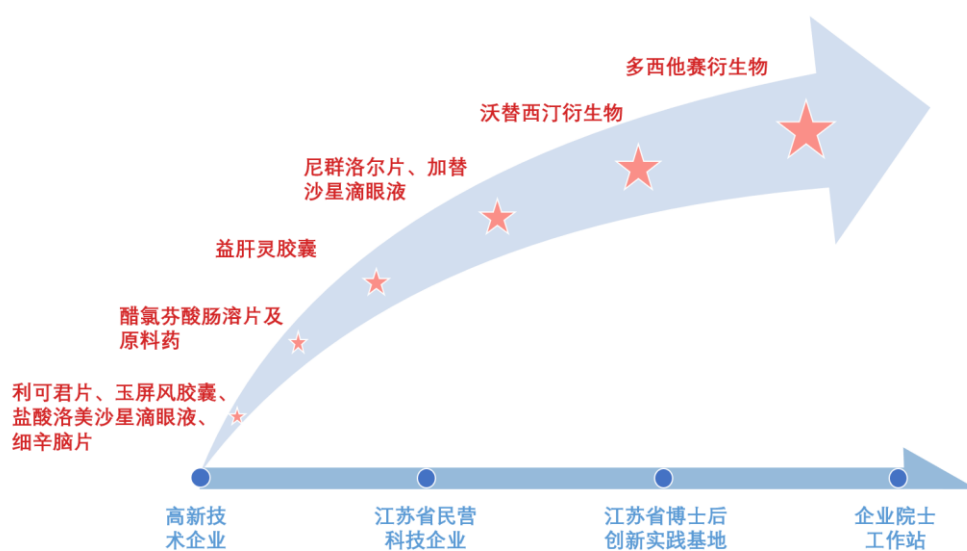 多西他赛衍生物
沃替西汀衍生物
尼群洛尔片、加替
沙星滴眼液
益肝灵胶囊
醋氯芬酸肠溶片及
原料药
利可君片、玉屏风胶囊、
盐酸洛美沙星滴眼液、
细辛脑片
高新技
术企业
江苏省民营
科技企业
江苏省博士后
创新实践基地
企业院士
工作站